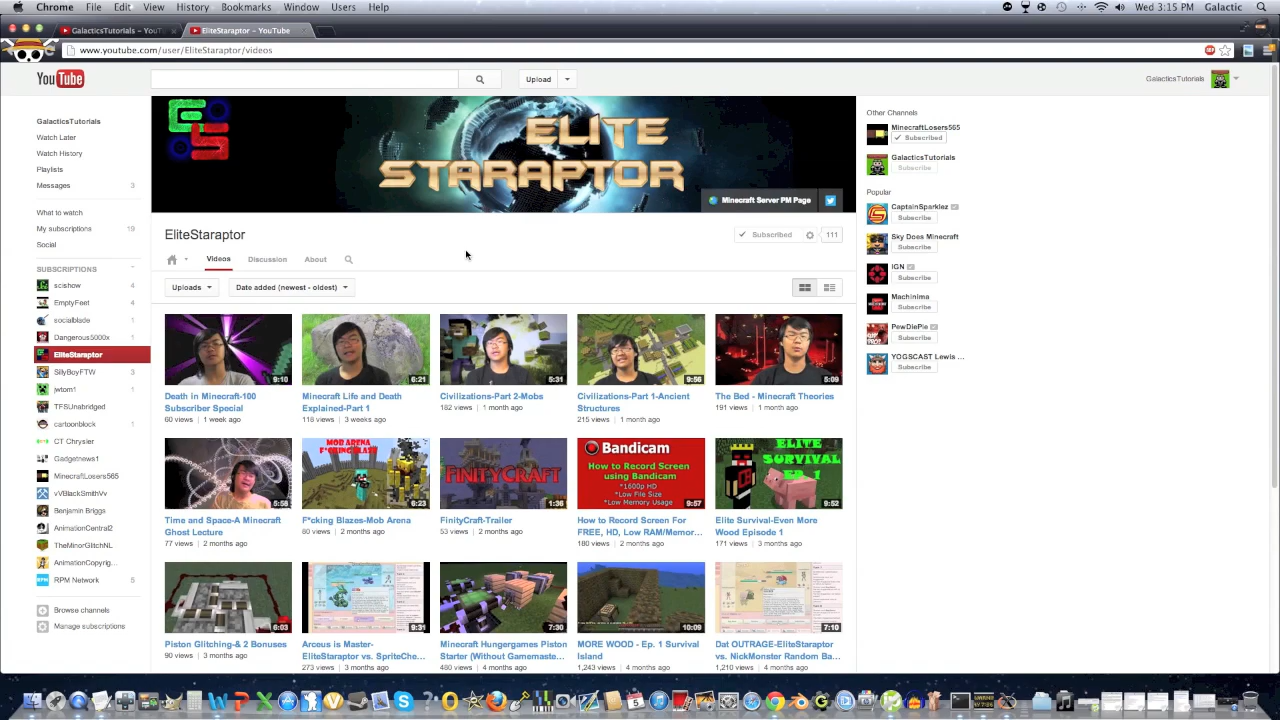 Chrome File Edit View History Bookmarks Window Users Help
Wed 3:15 PM Galactic
GalacticsTutorials – YouT
EliteStaraptor – YouTube
www.youtube.com/user/EliteStaraptor/videos
YouTube
Upload
GalacticsTutorials
GalacticsTutorials
Watch Later
Watch History
Playlists
Messages 3
What to watch
My subscriptions 19
Social
SUBSCRIPTIONS
scishow 4
EmptyFeet 4
socialblade 1
Dangerous5000x 1
EliteStaraptor
SillyBoyFTW 3
jwtom1 1
TFSUnabridged
cartoonblock 1
CT Chrysler
Gadgetnews1
MinecraftLosers565
vVBlackSmithVv
Benjamin Briggs
AnimationCentral2
TheMinorGlitchNL
AnimationCopyrig...
RPM Network 5
Browse channels
Manage subscriptions
ELITE
STARAPTOR
Minecraft Server PM Page
EliteStaraptor
Subscribed 111
Videos Discussion About
Uploads
Date added (newest - oldest)
9:10
6:21
5:31
9:56
5:09
Death in Minecraft-100
Subscriber Special
60 views 1 week ago
Minecraft Life and Death
Explained-Part 1
116 views 3 weeks ago
Civilizations-Part 2-Mobs
182 views 1 month ago
Civilizations-Part 1-Ancient
Structures
215 views 1 month ago
The Bed - Minecraft Theories
191 views 1 month ago
5:58
MOB ARENA
F*CKING BLAZES
6:23
FINITYCRAFT
1:36
Bandicam
How to Record Screen
using Bandicam
*1600p HD
*Low File Size
*Low Memory Usage
9:57
ELITE
SURVIVAL
EP. 1
9:52
Time and Space-A Minecraft
Ghost Lecture
77 views 2 months ago
F*cking Blazes-Mob Arena
80 views 2 months ago
FinityCraft-Trailer
53 views 2 months ago
How to Record Screen For
FREE, HD, Low RAM/Memor...
180 views 2 months ago
Elite Survival-Even More
Wood Episode 1
171 views 3 months ago
6:03
9:31
7:30
10:09
7:10
Piston Glitching-& 2 Bonuses
90 views 3 months ago
Arceus is Master-
EliteStaraptor vs. SpriteChe...
273 views 3 months ago
Minecraft Hungergames Piston
Starter (Without Gamemaste...
480 views 4 months ago
MORE WOOD - Ep. 1 Survival
Island
1,243 views 4 months ago
Dat OUTRAGE-EliteStaraptor
vs. NickMonster Random Ba...
1,210 views 4 months ago
Other Channels
MinecraftLosers565
Subscribed
GalacticsTutorials
Subscribe
Popular
CaptainSparklez
Subscribe
Sky Does Minecraft
Subscribe
IGN
Subscribe
Machinima
Subscribe
PewDiePie
Subscribe
YOGSCAST Lewis ...
Subscribe